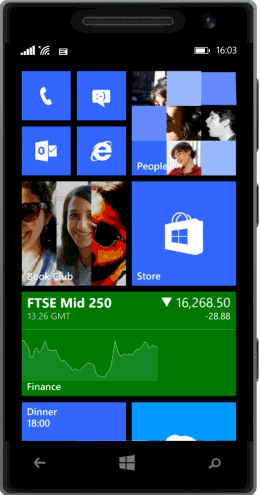 16:03
People
Book Club
Store
FTSE Mid 250
▼ 16,268.50
13:26 GMT
-28.88
Finance
Dinner
18:00